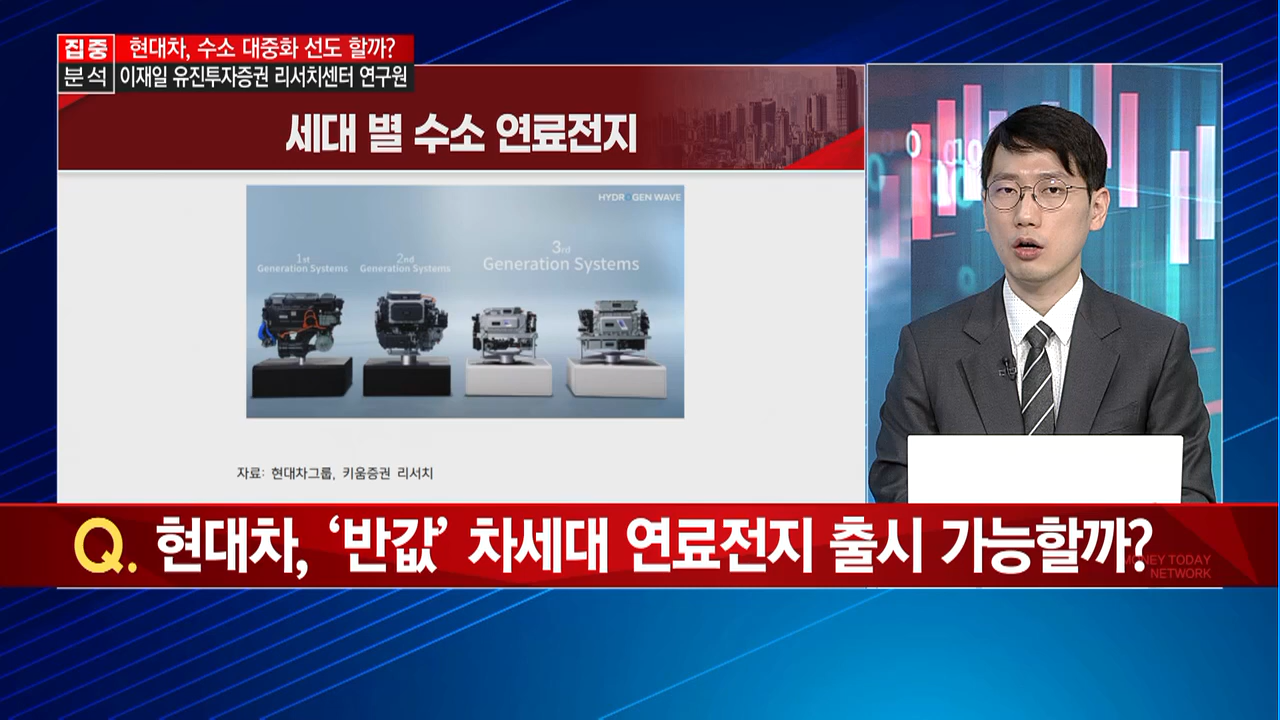 집중
분석
현대차, 수소 대중화 선도 할까?
이재일 유진투자증권 리서치센터 연구원
세대 별 수소 연료전지
HYDROGEN WAVE
1st
Generation Systems
2nd
Generation Systems
3rd
Generation Systems
자료: 현대차그룹, 키움증권 리서치
Q. 현대차, ‘반값’ 차세대 연료전지 출시 가능할까?
MONEY TODAY
NETWORK